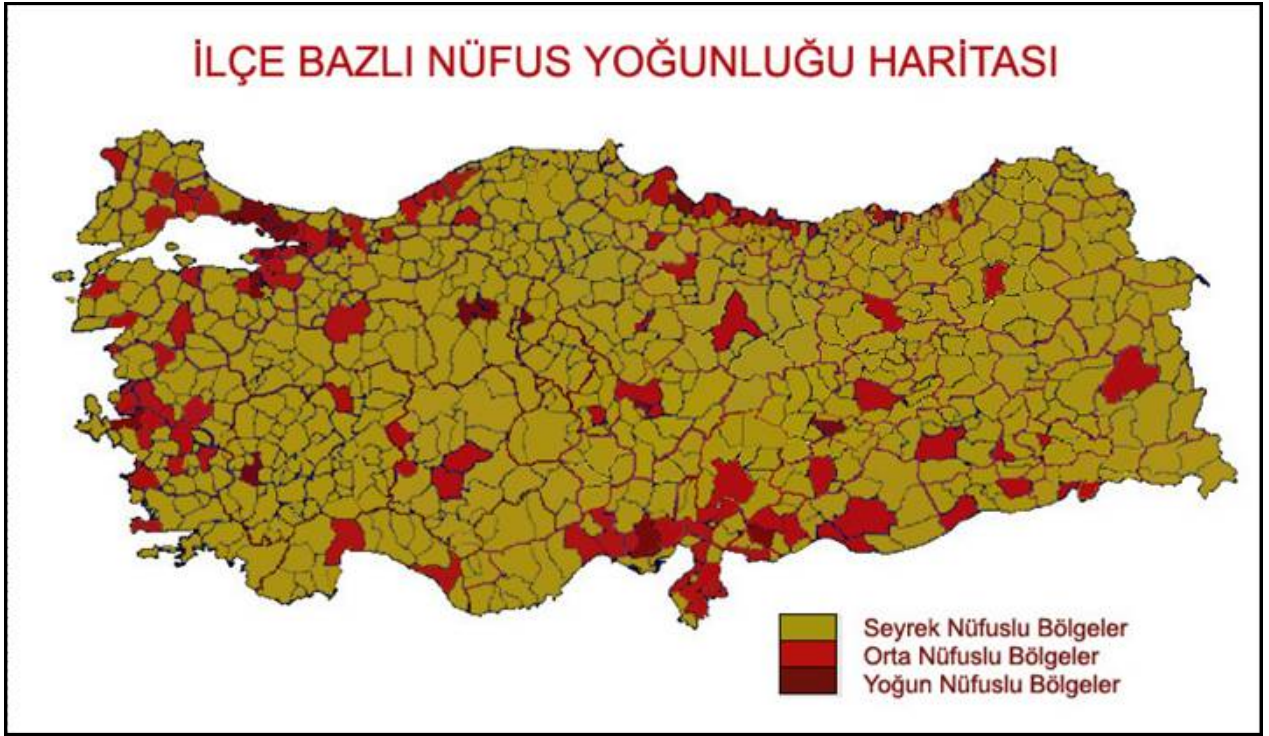 İLÇE BAZLI NÜFUS YOĞUNLUĞU HARİTASI
Seyrek Nüfuslu Bölgeler
Orta Nüfuslu Bölgeler
Yoğun Nüfuslu Bölgeler